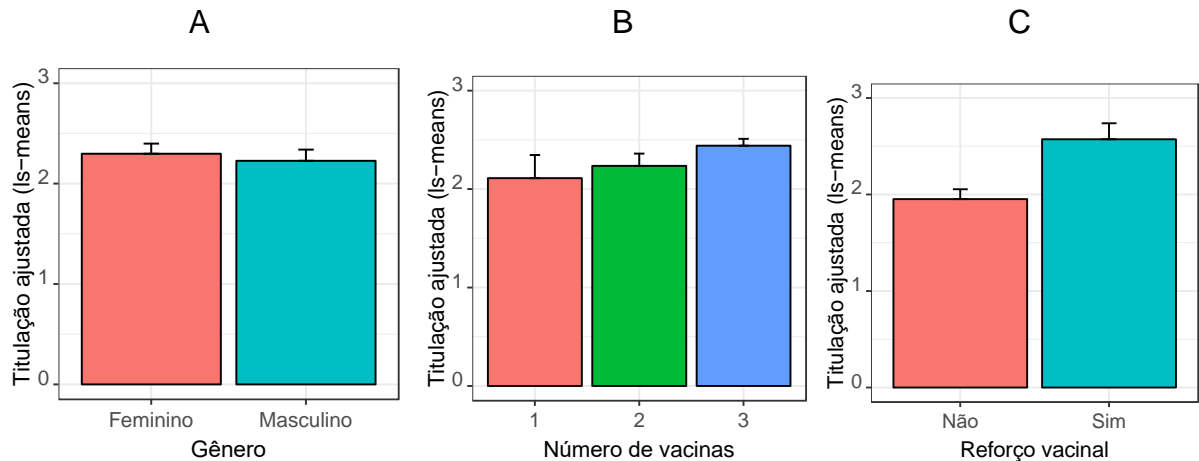 A
B
C
Titulação ajustada (ls−means)
3
2
1
0
Feminino
Masculino
Gênero
Titulação ajustada (ls−means)
3
2
1
0
1
2
3
Número de vacinas
Titulação ajustada (ls−means)
3
2
1
0
Não
Sim
Reforço vacinal